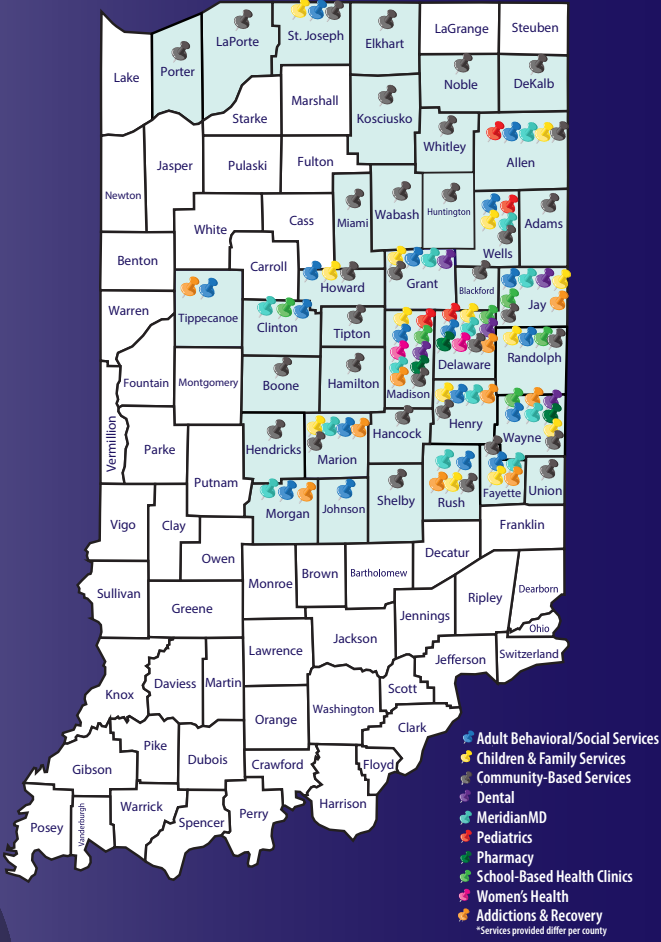 LaGrange
Steuben
St. Joseph
LaPorte
Elkhart
Lake
Porter
Noble
DeKalb
Marshall
Starke
Kosciusko
Whitley
Allen
Jasper
Pulaski
Fulton
Newton
Miami
Wabash
Huntington
Adams
White
Cass
Wells
Benton
Carroll
Howard
Grant
Blackford
Jay
Warren
Tippecanoe
Clinton
Tipton
Delaware
Randolph
Fountain
Montgomery
Boone
Hamilton
Madison
Vermillion
Parke
Hendricks
Marion
Hancock
Henry
Wayne
Putnam
Morgan
Johnson
Shelby
Rush
Fayette
Union
Vigo
Clay
Franklin
Owen
Decatur
Sullivan
Monroe
Brown
Bartholomew
Dearborn
Greene
Ripley
Jennings
Ohio
Lawrence
Jackson
Jefferson
Switzerland
Knox
Daviess
Martin
Scott
Orange
Washington
Clark
Pike
Dubois
Gibson
Crawford
Floyd
Harrison
Posey
Vanderburgh
Warrick
Spencer
Perry
Adult Behavioral/Social Services
Children & Family Services
Community-Based Services
Dental
MeridianMD
Pediatrics
Pharmacy
School-Based Health Clinics
Women's Health
Addictions & Recovery
*Services provided differ per county